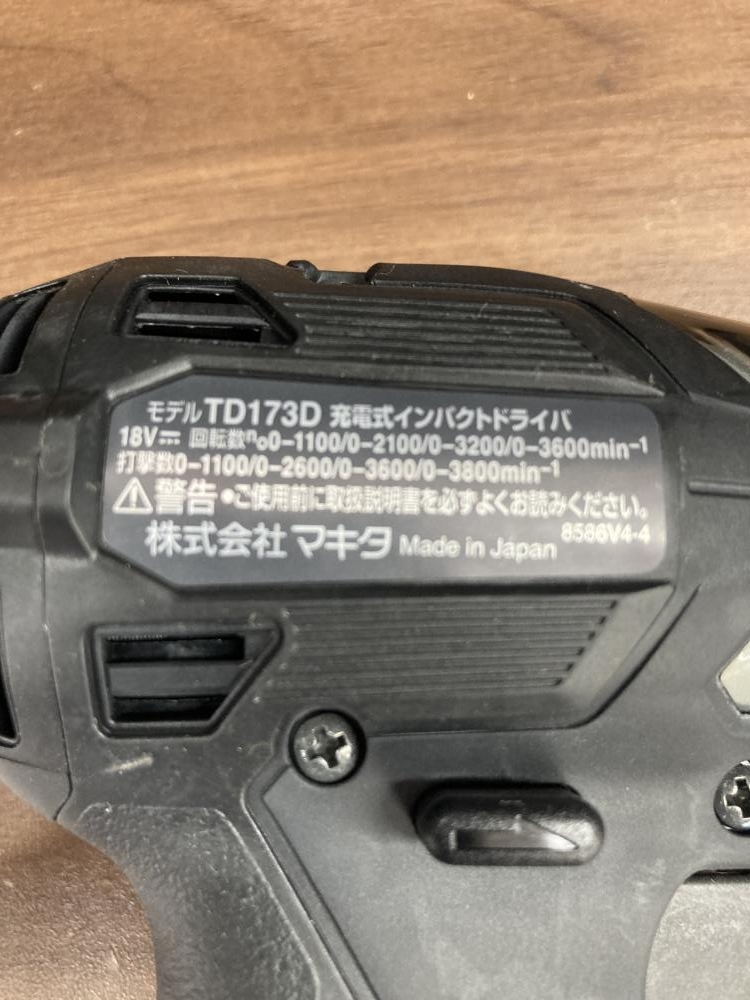 モデル TD173D 充電式インパクトドライバ
18V⎓ 回転数n₀0-1100/0-2100/0-3200/0-3600min⁻¹
打撃数0-1100/0-2600/0-3600/0-3800min⁻¹
⚠警告 •ご使用前に取扱説明書を必ずよくお読みください。
株式会社 マキタ Made in Japan 8586V4-4